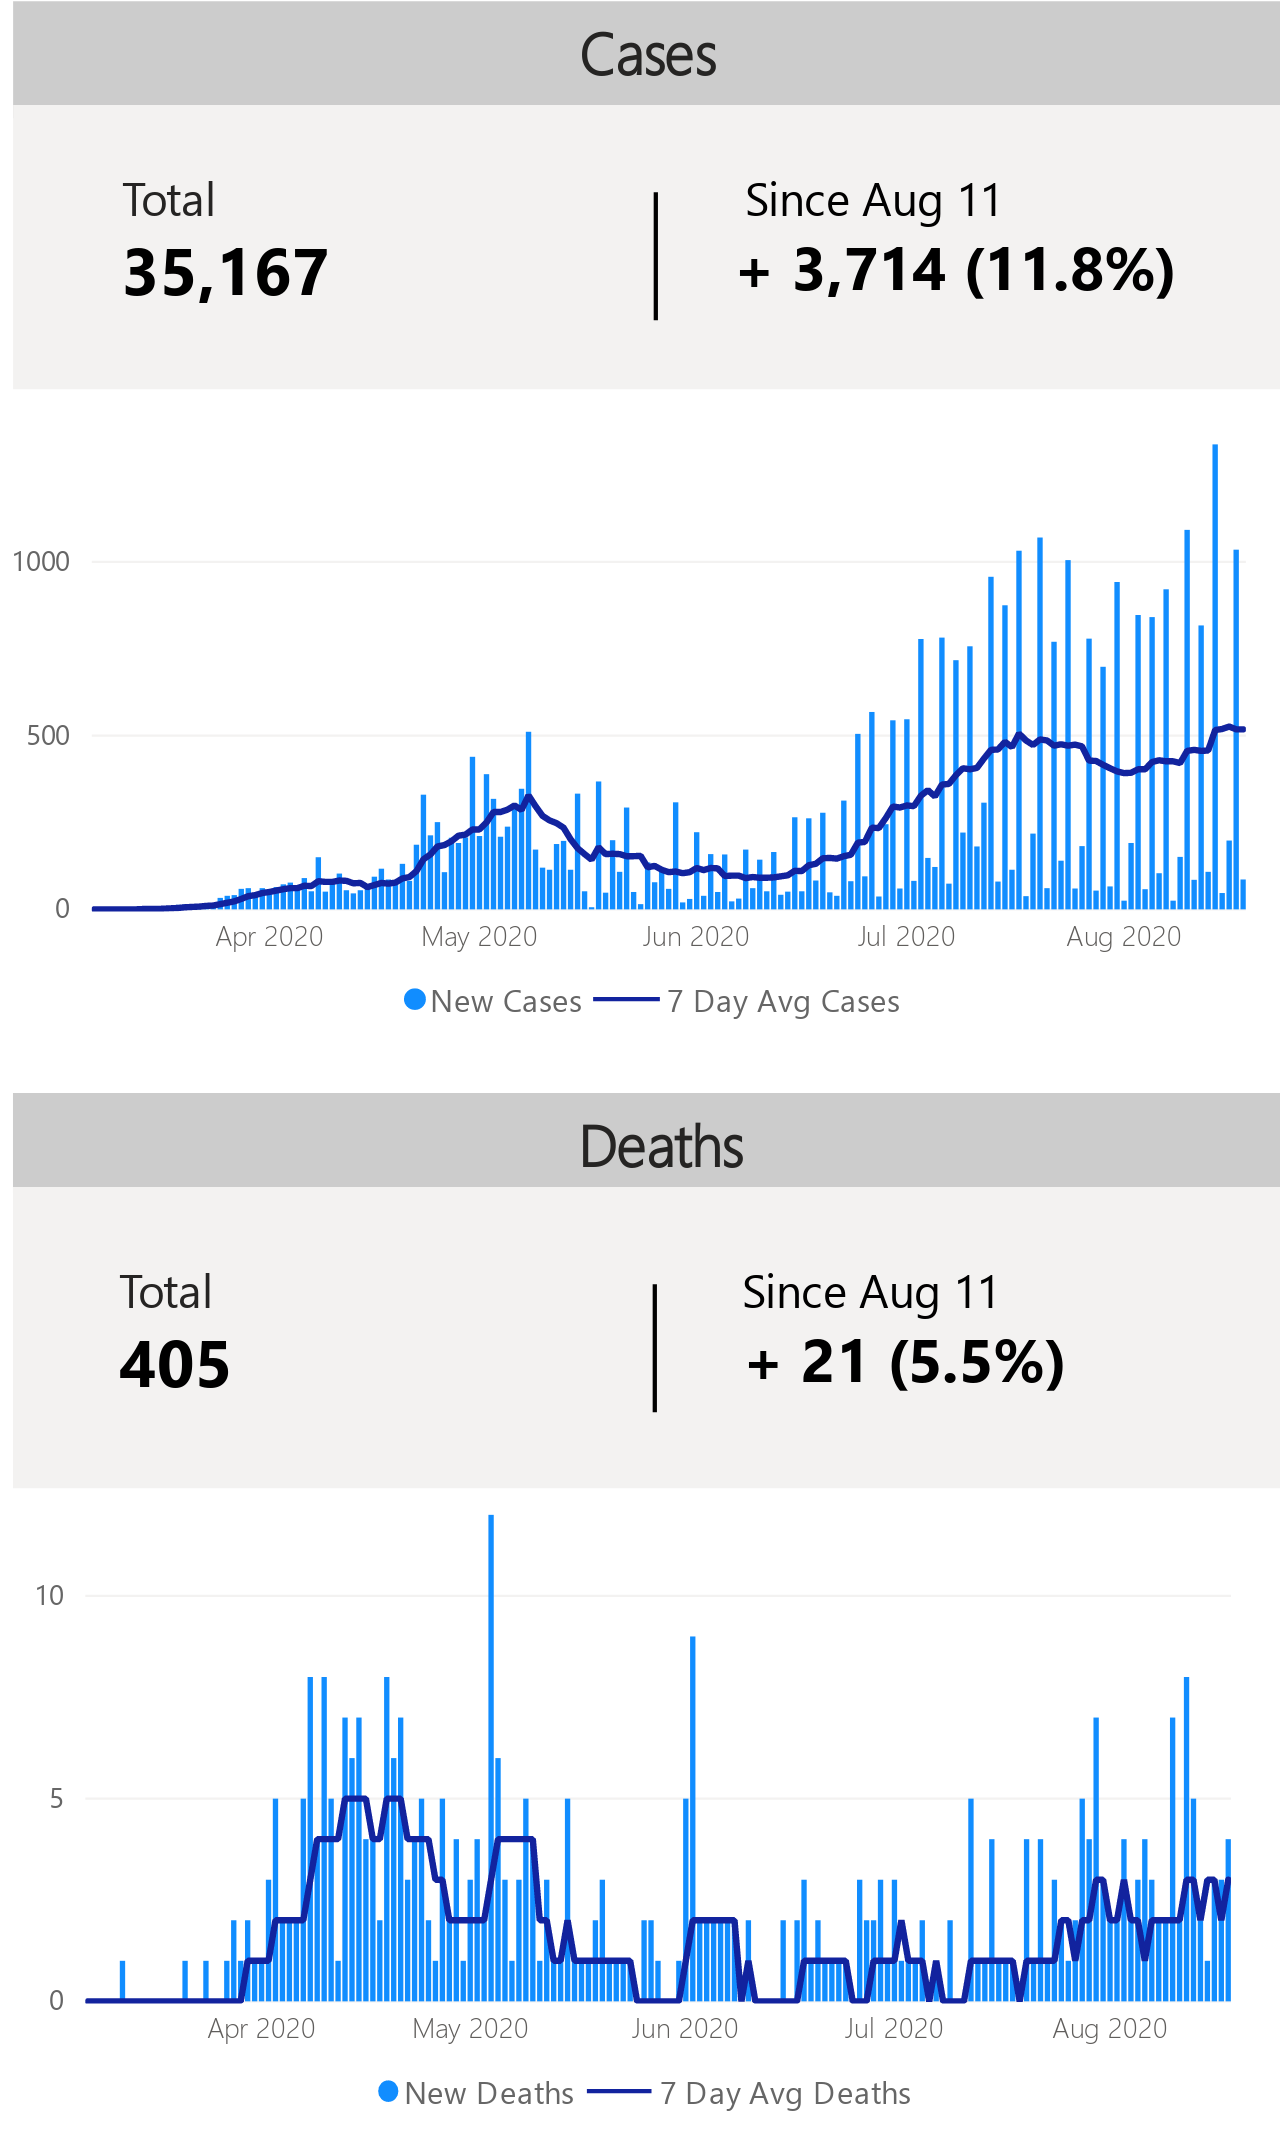 Cases
Total
Since Aug 11
35,167
+ 3,714 (11.8%)
1000
500
0
Apr 2020 May 2020 Jun 2020 Jul 2020 Aug 2020
New Cases 7 Day Avg Cases
Deaths
Total
Since Aug 11
405
+ 21 (5.5%)
10
5
0
Apr 2020 May 2020 Jun 2020 Jul 2020 Aug 2020
New Deaths 7 Day Avg Deaths